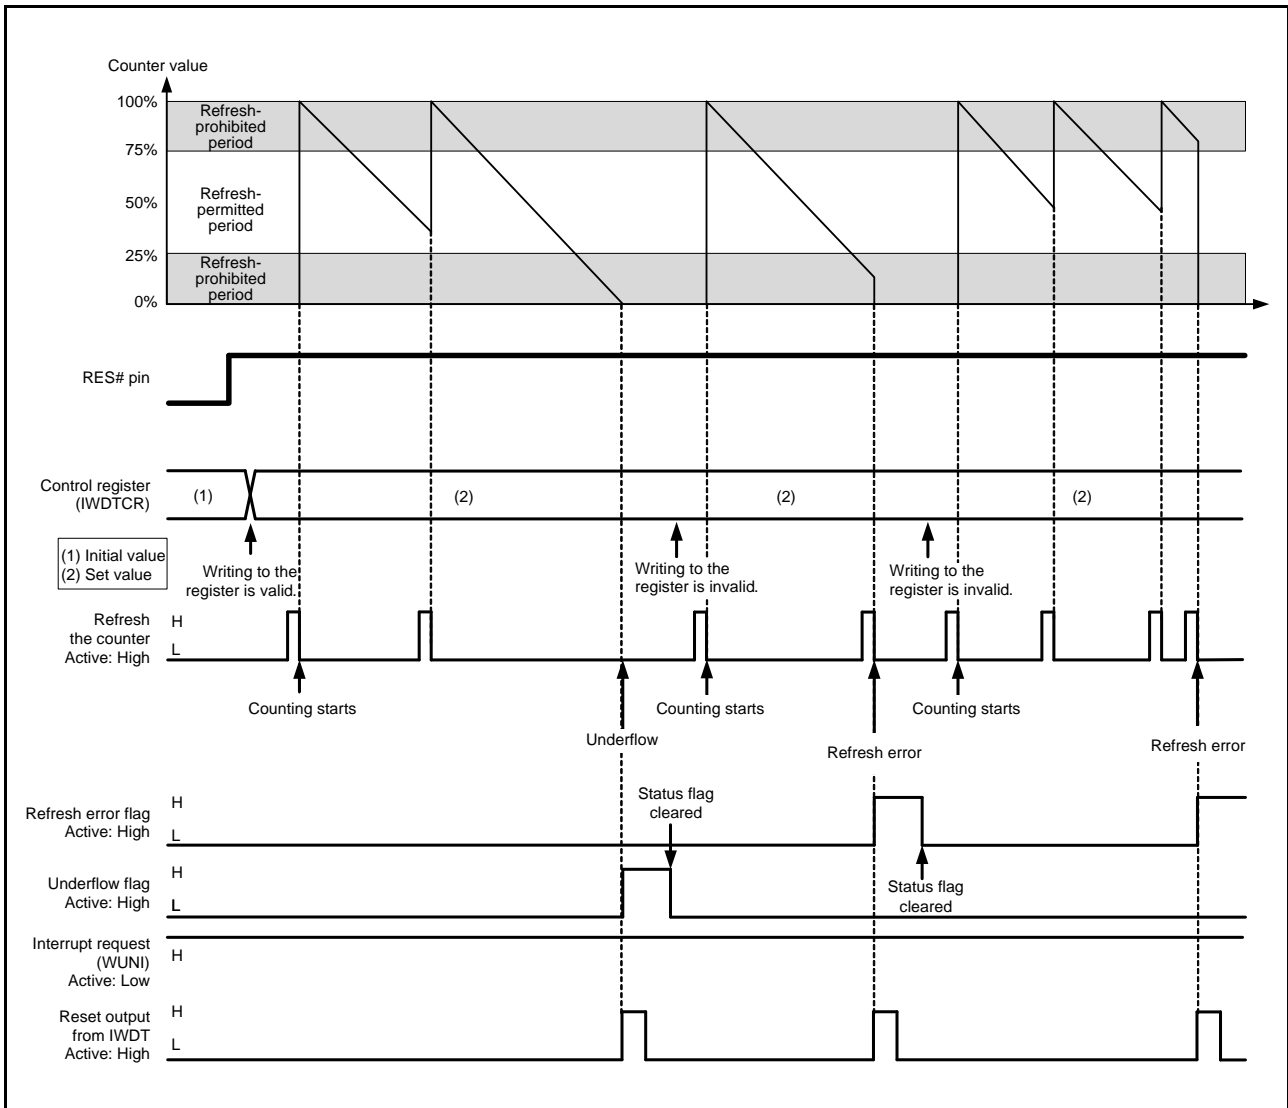 Counter value
100%
Refresh-
prohibited
period
75%
Refresh-
permitted
period
50%
25%
Refresh-
prohibited
period
0%
RES# pin
Control register
(IWDTCR)
(1)
(2)
(2)
(2)
(1) Initial value
(2) Set value
Writing to the
register is valid.
Writing to the
register is invalid.
Writing to the
register is invalid.
Refresh
the counter
Active: High
H
L
Counting starts
Counting starts
Counting starts
Underflow
Refresh error
Refresh error
Refresh error flag
Active: High
H
L
Status flag
cleared
Underflow flag
Active: High
H
L
Status flag
cleared
Interrupt request
(WUNI)
Active: Low
H
Reset output
from IWDT
Active: High
H
L